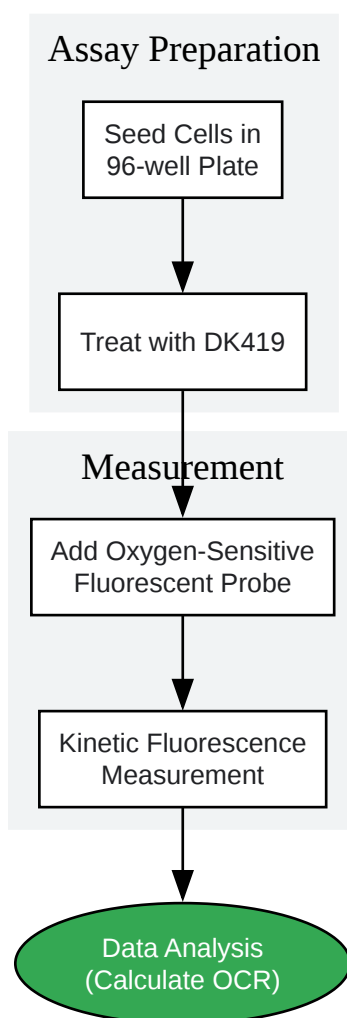 Assay Preparation
Seed Cells in
96-well Plate
Treat with DK419
Measurement
Add Oxygen-Sensitive
Fluorescent Probe
Kinetic Fluorescence
Measurement
Data Analysis
(Calculate OCR)